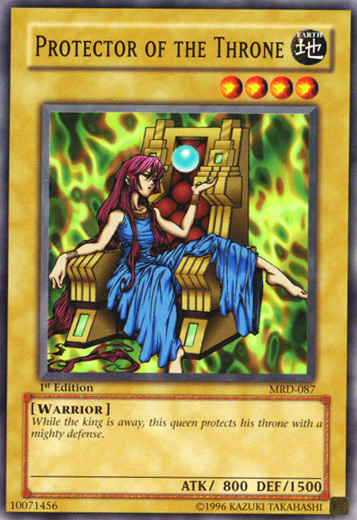 PROTECTOR OF THE THRONE
EARTH
地
1st Edition
MRD-087
[WARRIOR]
While the king is away, this queen protects his throne with a
mighty defense.
ATK/ 800 DEF/1500
10071456
©1996 KAZUKI TAKAHASHI